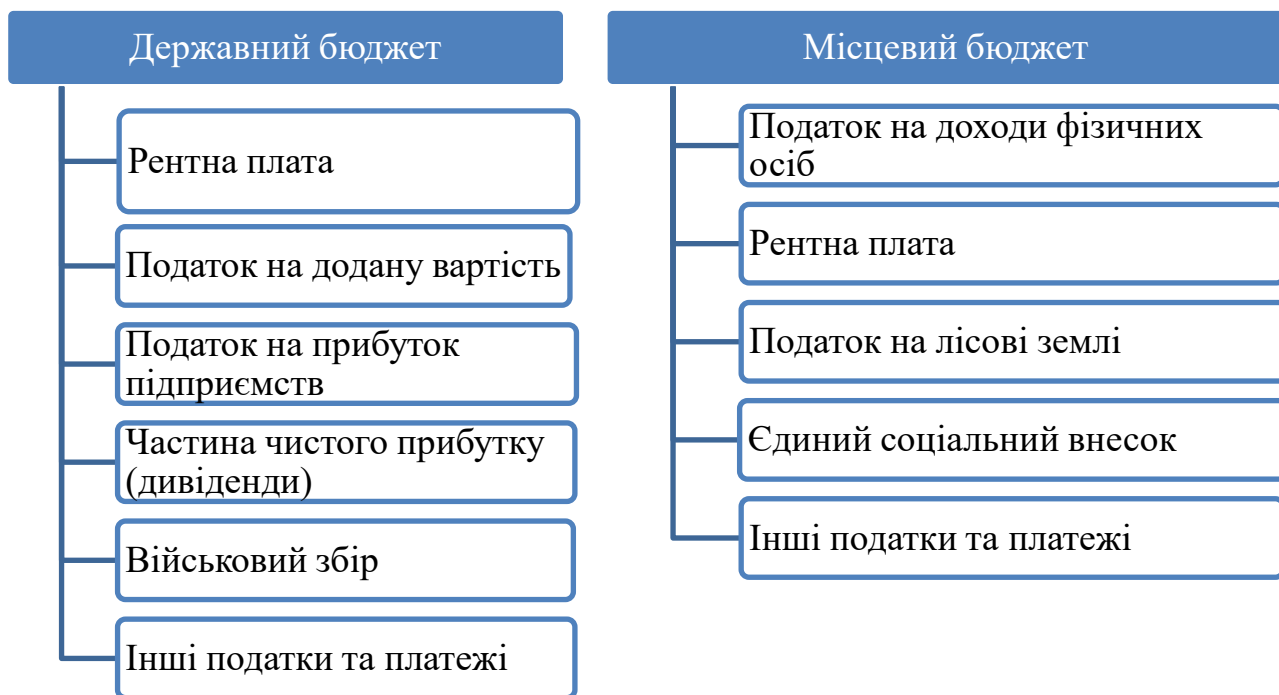 Державний бюджет
Рентна плата
Податок на додану вартість
Податок на прибуток
підприємств
Частина чистого прибутку
(дивіденди)
Військовий збір
Інші податки та платежі
Місцевий бюджет
Податок на доходи фізичних
осіб
Рентна плата
Податок на лісові землі
Єдиний соціальний внесок
Інші податки та платежі